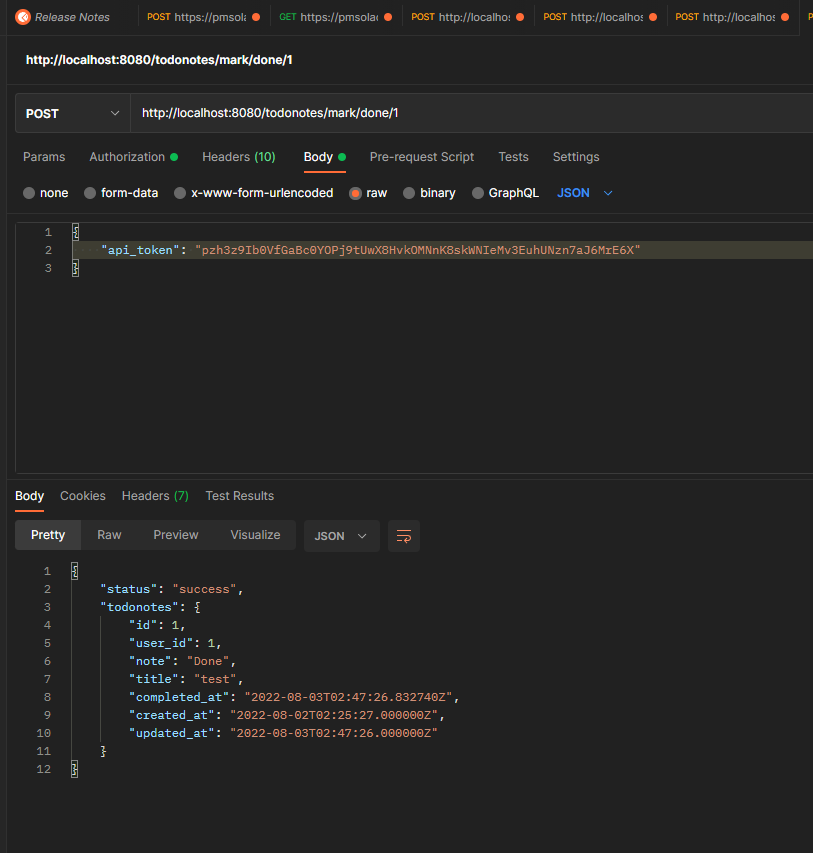 Release Notes POST https://pmsola GET https://pmsola POST http://localhos POST http://localhos POST http://localhos
http://localhost:8080/todonotes/mark/done/1
POST http://localhost:8080/todonotes/mark/done/1
Params Authorization Headers (10) Body Pre-request Script Tests Settings
none form-data x-www-form-urlencoded raw binary GraphQL JSON
1 {
2 "api_token": "pzh3z9Ib0VfGaBc0YOPj9tUwX8HvkOMNnK8skWNIeMv3EuhUNzn7aJ6MrE6X"
3 }
Body Cookies Headers (7) Test Results
Pretty Raw Preview Visualize JSON
1 {
2 "status": "success",
3 "todonotes": {
4 "id": 1,
5 "user_id": 1,
6 "note": "Done",
7 "title": "test",
8 "completed_at": "2022-08-03T02:47:26.832740Z",
9 "created_at": "2022-08-02T02:25:27.000000Z",
10 "updated_at": "2022-08-03T02:47:26.000000Z"
11 }
12 }